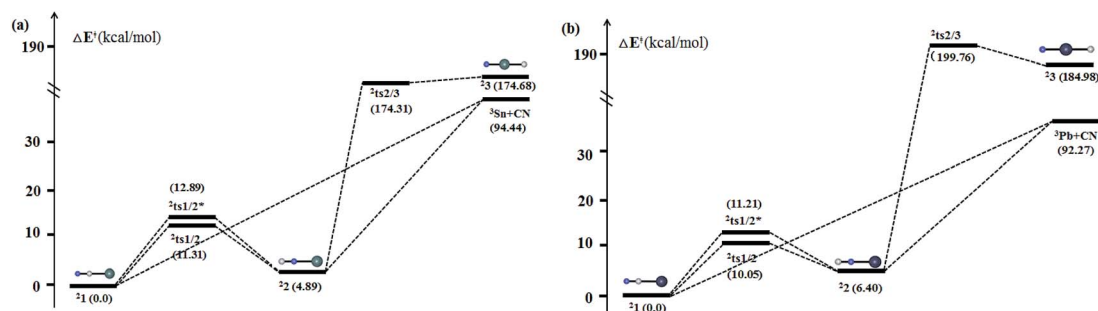 (a)
△E‡(kcal/mol)
190
30
20
10
0
(12.89)
²ts1/2*
²ts1/2
(11.31)
²1 (0.0)
²2 (4.89)
²ts2/3
(174.31)
²3 (174.68)
³Sn+CN
(94.44)
(b)
△E‡(kcal/mol)
190
30
20
10
0
(11.21)
²ts1/2*
²ts1/2
(10.05)
²1 (0.0)
²2 (6.40)
²ts2/3
(199.76)
²3 (184.98)
³Pb+CN
(92.27)